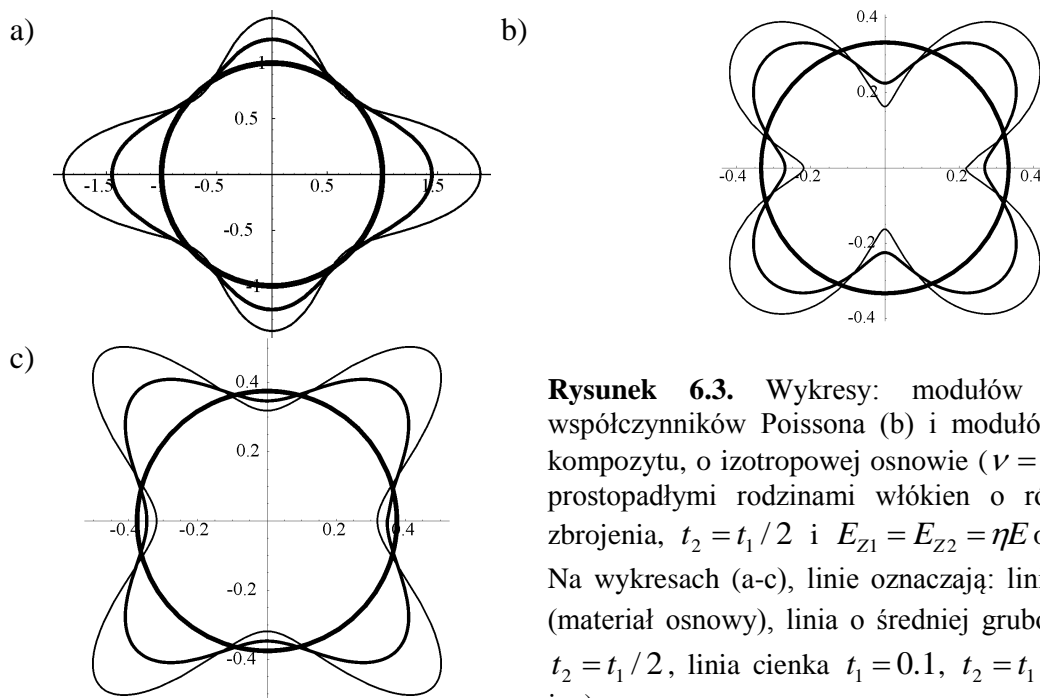 a)
1
0.5
-1.5
-1
-0.5
0.5
1
1.5
-0.5
-1
b)
0.4
0.2
-0.4
-0.2
0.2
0.4
-0.2
-0.4
c)
0.4
0.2
-0.4
-0.2
0.2
0.4
-0.2
-0.4
Rysunek 6.3. Wykresy: modułów
współczynników Poissona (b) i modułó
kompozytu, o izotropowej osnowie ( ν =
prostopadłymi rodzinami włókien o ró
zbrojenia, t₂ = t₁ / 2 i E_Z1 = E_Z2 = ηE o
Na wykresach (a-c), linie oznaczają: lini
(materiał osnowy), linia o średniej grubo
t₂ = t₁ / 2, linia cienka t₁ = 0.1, t₂ = t₁